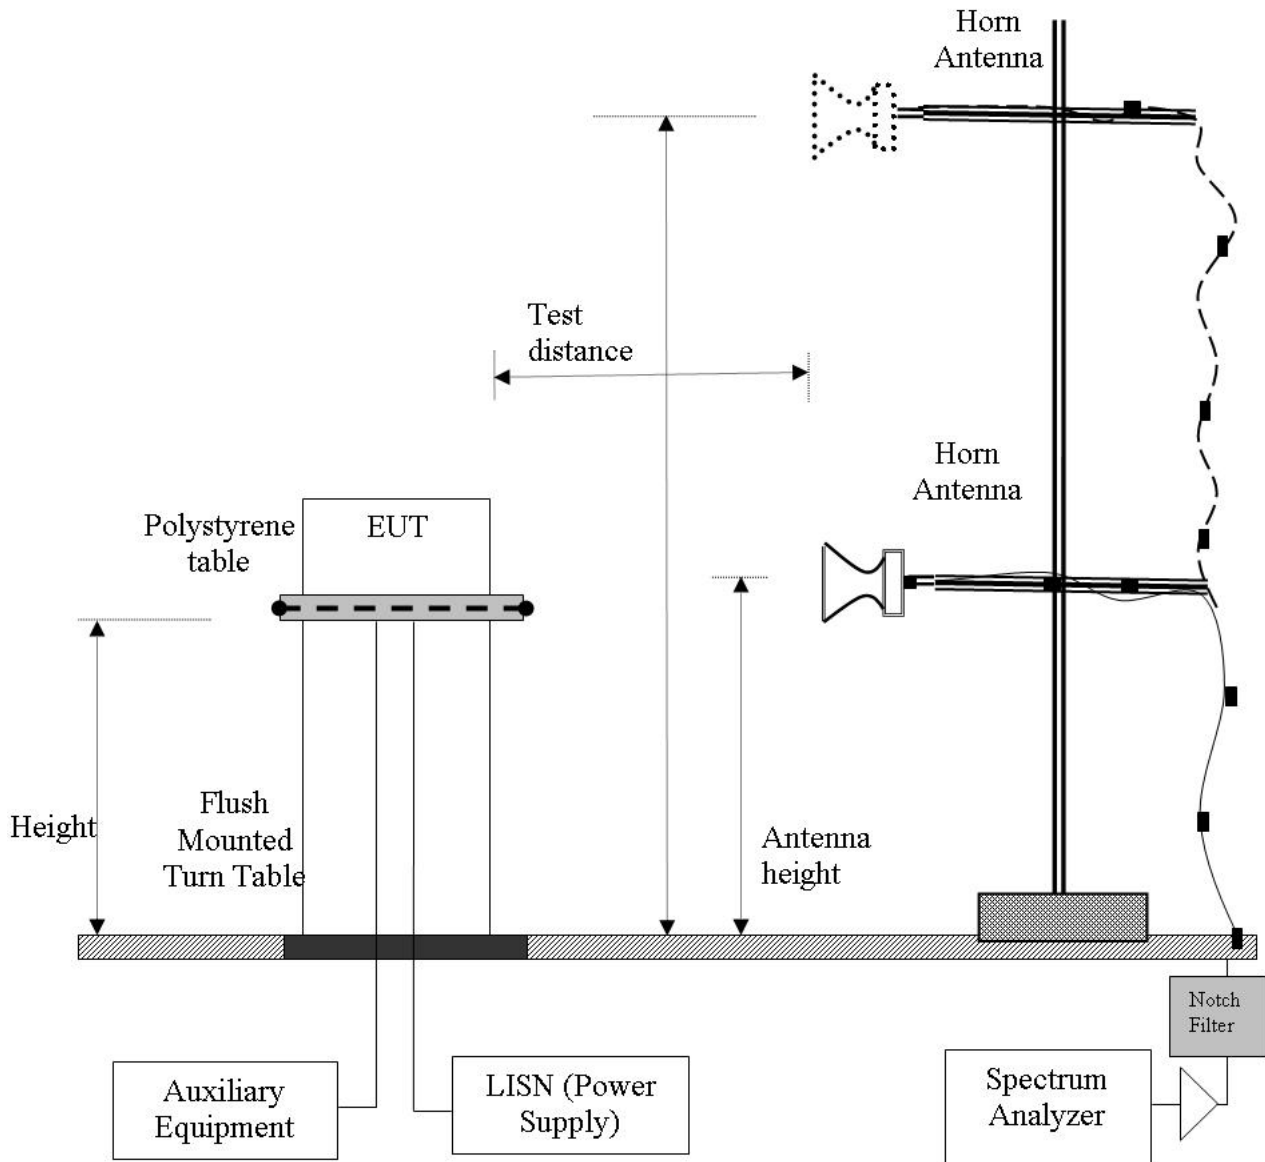 Horn
Antenna
Test
distance
Horn
Antenna
Polystyrene
table
EUT
Flush
Mounted
Turn Table
Height
Antenna
height
Notch
Filter
Auxiliary
Equipment
LISN (Power
Supply)
Spectrum
Analyzer